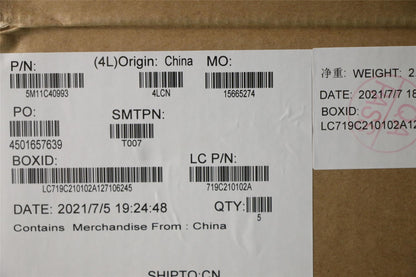 P/N: (4L)Origin: China MO:
5M11C40993 4LCN 15665274
PO: SMTPN:
4501657639 T007
BOXID: LC P/N:
LC719C210102A127106245 719C210102A
DATE: 2021/7/5 19:24:48 QTY:
5
Contains Merchandise From : China
SHIPTO:CN
净重: WEIGHT: 2.
DATE: 2021/7/7 18
BOXID:
LC719C210102A12